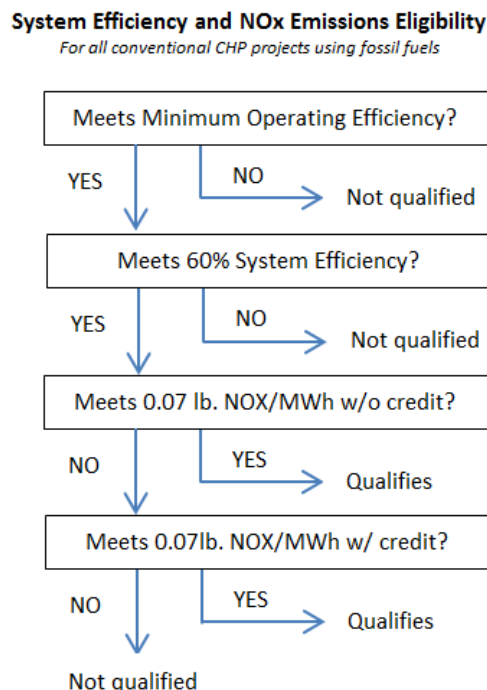 System Efficiency and NOx Emissions Eligibility
For all conventional CHP projects using fossil fuels
Meets Minimum Operating Efficiency?
YES
NO
Not qualified
Meets 60% System Efficiency?
YES
NO
Not qualified
Meets 0.07 lb. NOX/MWh w/o credit?
NO
YES
Qualifies
Meets 0.07lb. NOX/MWh w/ credit?
NO
YES
Qualifies
Not qualified